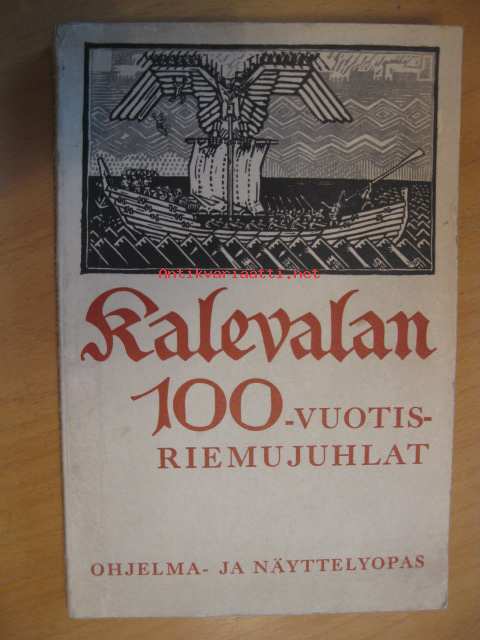 Antikvariaatti.net
Kalevalan
100-VUOTIS-
RIEMUJUHLAT
OHJELMA- JA NÄYTTELYOPAS